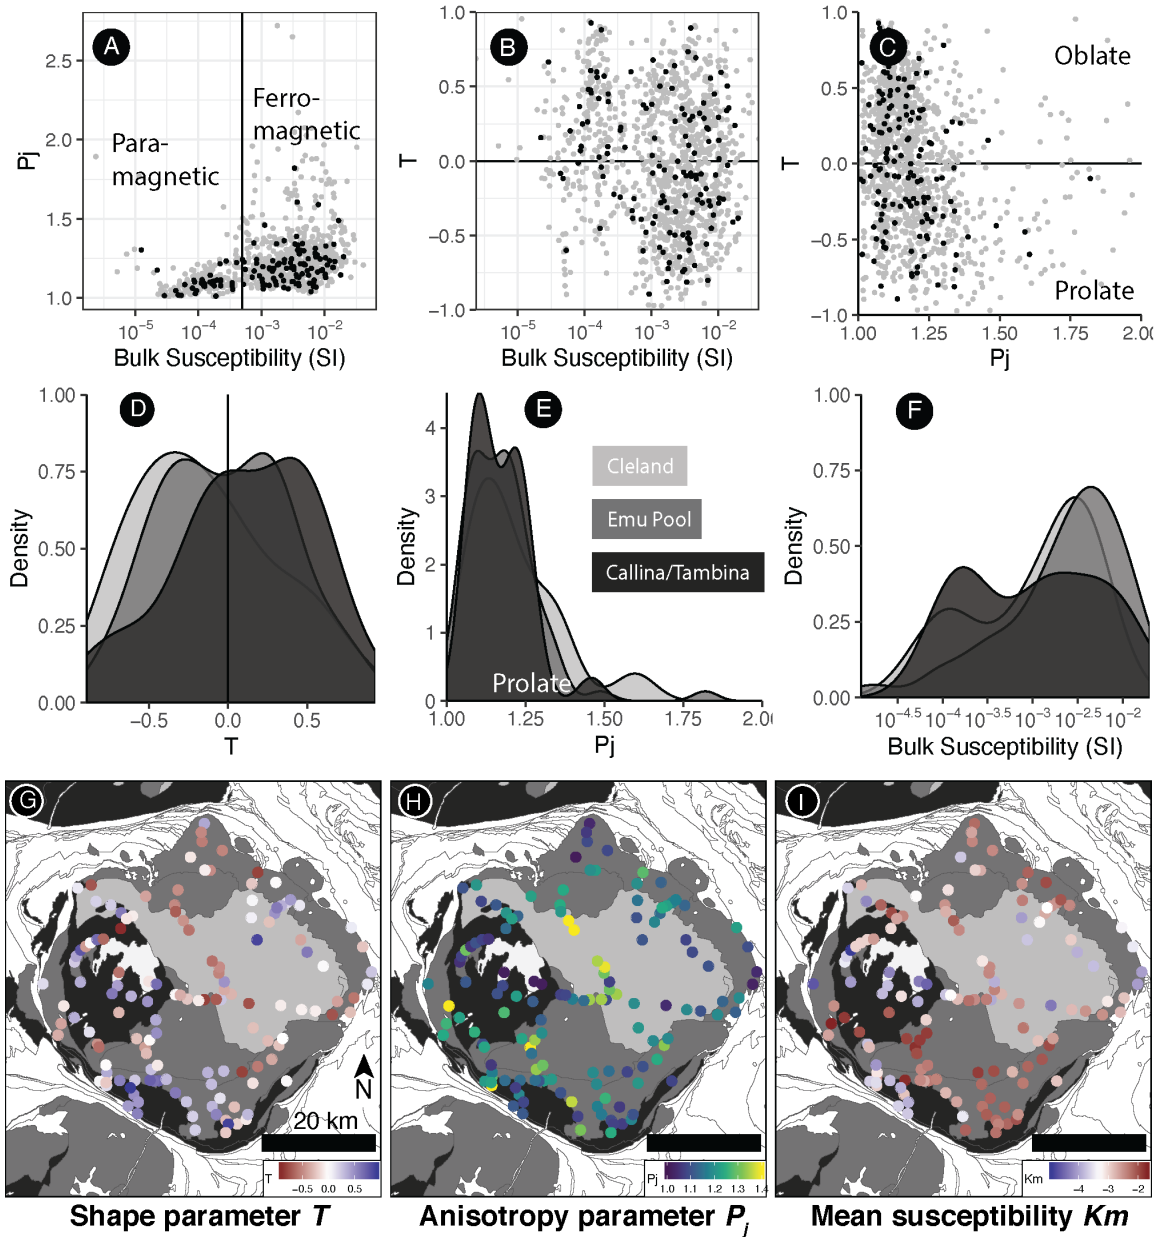 A
Pj
2.5
2.0
1.5
1.0
Para-
magnetic
Ferro-
magnetic
10⁻⁵
10⁻⁴
10⁻³
10⁻²
Bulk Susceptibility (SI)
B
T
1.0
0.5
0.0
−0.5
−1.0
10⁻⁵
10⁻⁴
10⁻³
10⁻²
Bulk Susceptibility (SI)
C
T
1.0
0.5
0.0
−0.5
−1.0
Oblate
Prolate
1.00
1.25
1.50
1.75
2.00
Pj
D
Density
1.00
0.75
0.50
0.25
0.00
−0.5
0.0
0.5
T
E
Density
4
3
2
1
0
Cleland
Emu Pool
Callina/Tambina
Prolate
1.00
1.25
1.50
1.75
2.0
Pj
F
Density
1.00
0.75
0.50
0.25
0.00
10⁻⁴·⁵
10⁻⁴
10⁻³·⁵
10⁻³
10⁻²·⁵
10⁻²
Bulk Susceptibility (SI)
G
N
20 km
T
−0.5
0.0
0.5
Shape parameter T
H
Pj
1.0
1.1
1.2
1.3
1.4
Anisotropy parameter Pj
I
Km
−4
−3
−2
Mean susceptibility Km